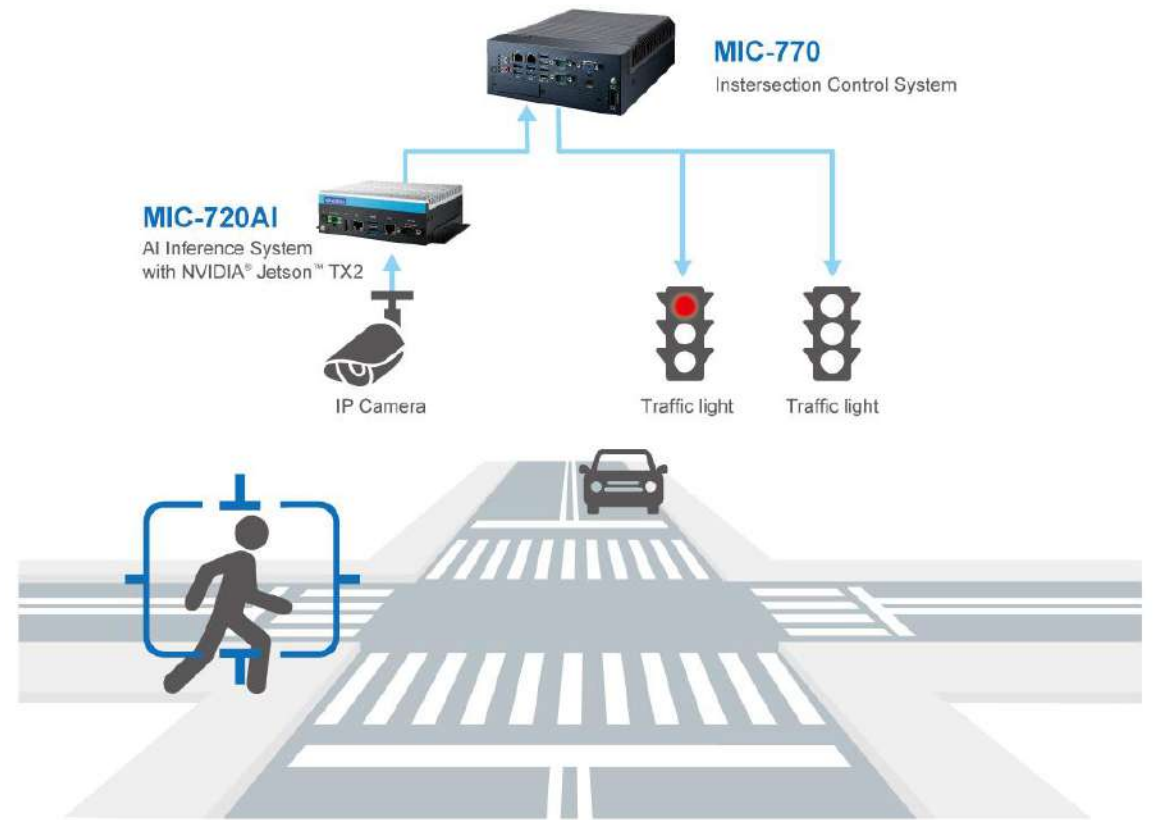 MIC-770
Instersection Control System
MIC-720AI
AI Inference System
with NVIDIA® Jetson™ TX2
IP Camera
Traffic light
Traffic light